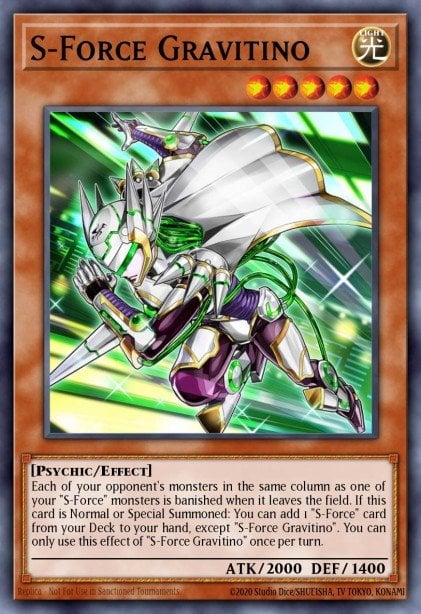 S-Force Gravitino
LIGHT
光
[Psychic/Effect]
Each of your opponent's monsters in the same column as one of
your "S-Force" monsters is banished when it leaves the field. If this
card is Normal or Special Summoned: You can add 1 "S-Force" card
from your Deck to your hand, except "S-Force Gravitino". You can
only use this effect of "S-Force Gravitino" once per turn.
ATK/2000 DEF/1400
Replica - Not For Use in Sanctioned Tournaments
©2020 Studio Dice/SHUEISHA, TV TOKYO, KONAMI